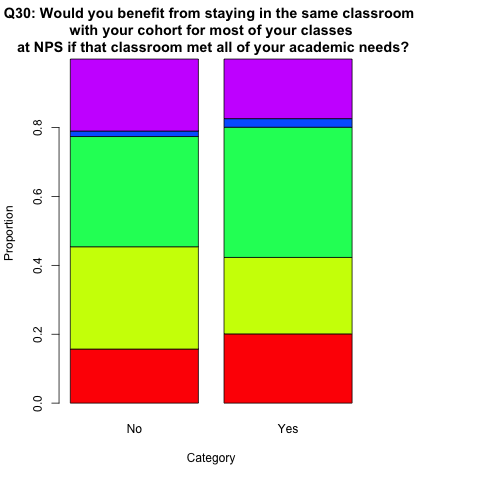 Q30: Would you benefit from staying in the same classroom
with your cohort for most of your classes
at NPS if that classroom met all of your academic needs?
Proportion
0.8
0.6
0.4
0.2
0.0
No
Yes
Category